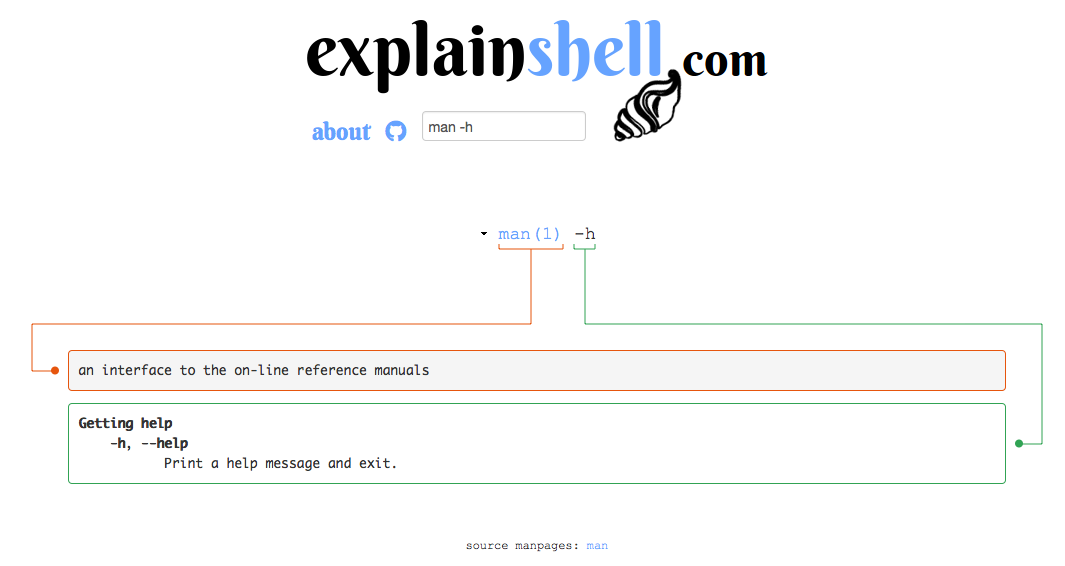 explainshell.com
about man -h
man(1) -h
an interface to the on-line reference manuals
Getting help
-h, --help
Print a help message and exit.
source manpages: man